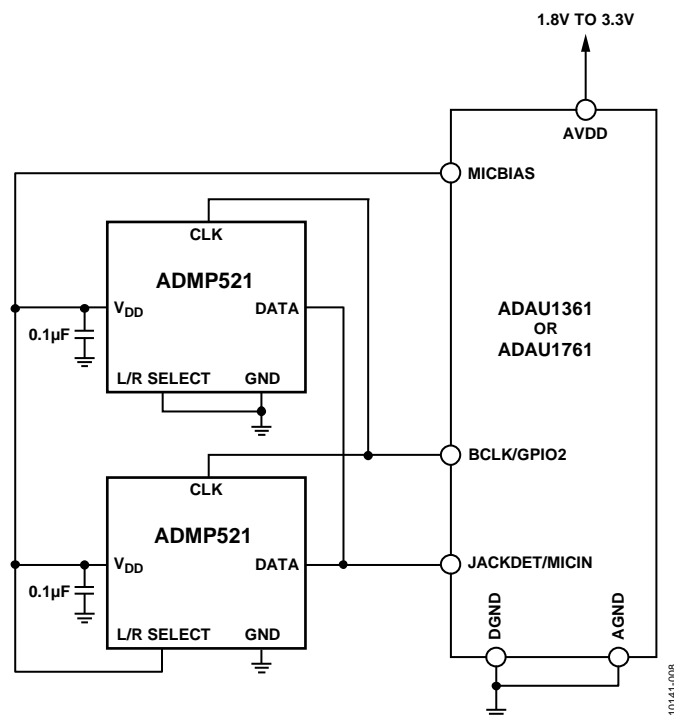 1.8V TO 3.3V
AVDD
MICBIAS
CLK
ADMP521
VDD
DATA
0.1µF
L/R SELECT
GND
ADAU1361
OR
ADAU1761
BCLK/GPIO2
CLK
ADMP521
VDD
DATA
JACKDET/MICIN
0.1µF
L/R SELECT
GND
DGND
AGND
10141-008